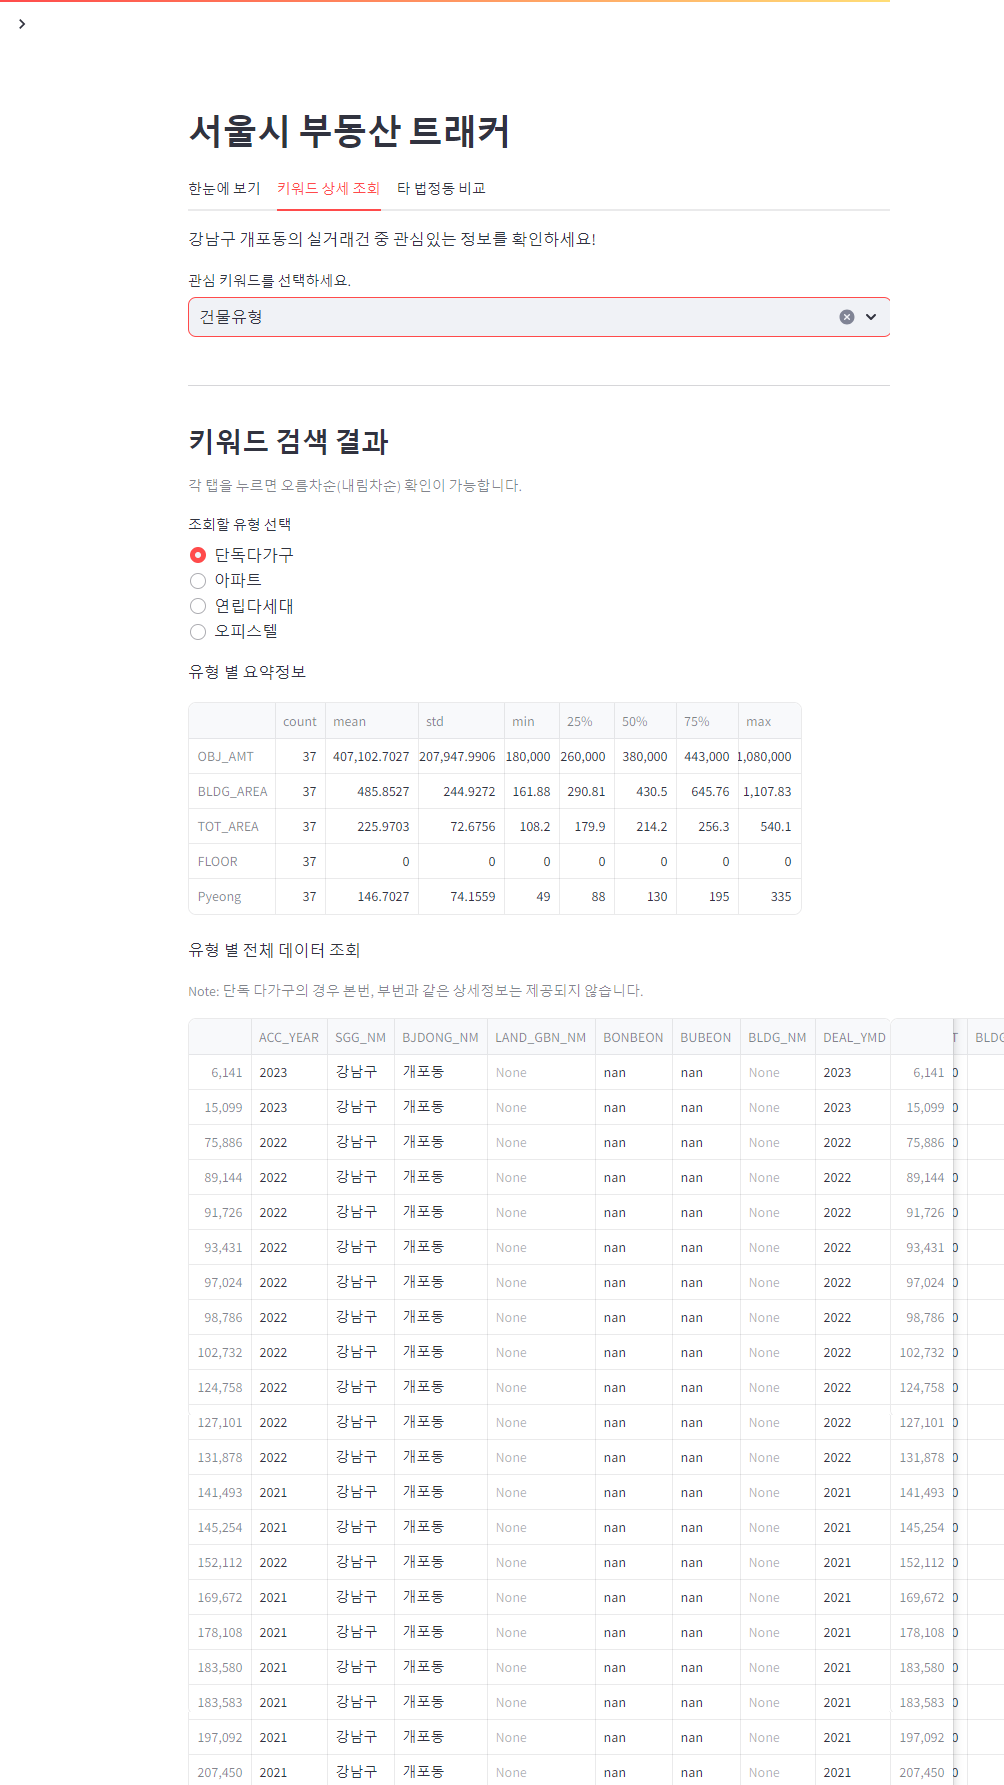 서울시 부동산 트래커
한눈에 보기 키워드 상세 조회 타 법정동 비교
강남구 개포동의 실거래건 중 관심있는 정보를 확인하세요!
관심 키워드를 선택하세요.
건물유형
키워드 검색 결과
각 탭을 누르면 오름차순(내림차순) 확인이 가능합니다.
조회할 유형 선택
단독다가구
아파트
연립다세대
오피스텔
유형 별 요약정보
count mean std min 25% 50% 75% max
OBJ_AMT 37 407,102.7027 207,947.9906 180,000 260,000 380,000 443,000 1,080,000
BLDG_AREA 37 485.8527 244.9272 161.88 290.81 430.5 645.76 1,107.83
TOT_AREA 37 225.9703 72.6756 108.2 179.9 214.2 256.3 540.1
FLOOR 37 0 0 0 0 0 0 0
Pyeong 37 146.7027 74.1559 49 88 130 195 335
유형 별 전체 데이터 조회
Note: 단독 다가구의 경우 본번, 부번과 같은 상세정보는 제공되지 않습니다.
ACC_YEAR SGG_NM BJDONG_NM LAND_GBN_NM BONBEON BUBEON BLDG_NM DEAL_YMD T BLDG
6,141 2023 강남구 개포동 None nan nan None 2023 6,141 0
15,099 2023 강남구 개포동 None nan nan None 2023 15,099 0
75,886 2022 강남구 개포동 None nan nan None 2022 75,886 0
89,144 2022 강남구 개포동 None nan nan None 2022 89,144 0
91,726 2022 강남구 개포동 None nan nan None 2022 91,726 0
93,431 2022 강남구 개포동 None nan nan None 2022 93,431 0
97,024 2022 강남구 개포동 None nan nan None 2022 97,024 0
98,786 2022 강남구 개포동 None nan nan None 2022 98,786 0
102,732 2022 강남구 개포동 None nan nan None 2022 102,732 0
124,758 2022 강남구 개포동 None nan nan None 2022 124,758 0
127,101 2022 강남구 개포동 None nan nan None 2022 127,101 0
131,878 2022 강남구 개포동 None nan nan None 2022 131,878 0
141,493 2021 강남구 개포동 None nan nan None 2021 141,493 0
145,254 2021 강남구 개포동 None nan nan None 2021 145,254 0
152,112 2022 강남구 개포동 None nan nan None 2021 152,112 0
169,672 2021 강남구 개포동 None nan nan None 2021 169,672 0
178,108 2021 강남구 개포동 None nan nan None 2021 178,108 0
183,580 2021 강남구 개포동 None nan nan None 2021 183,580 0
183,583 2021 강남구 개포동 None nan nan None 2021 183,583 0
197,092 2021 강남구 개포동 None nan nan None 2021 197,092 0
207,450 2021 강남구 개포동 None nan nan None 2021 207,450 0